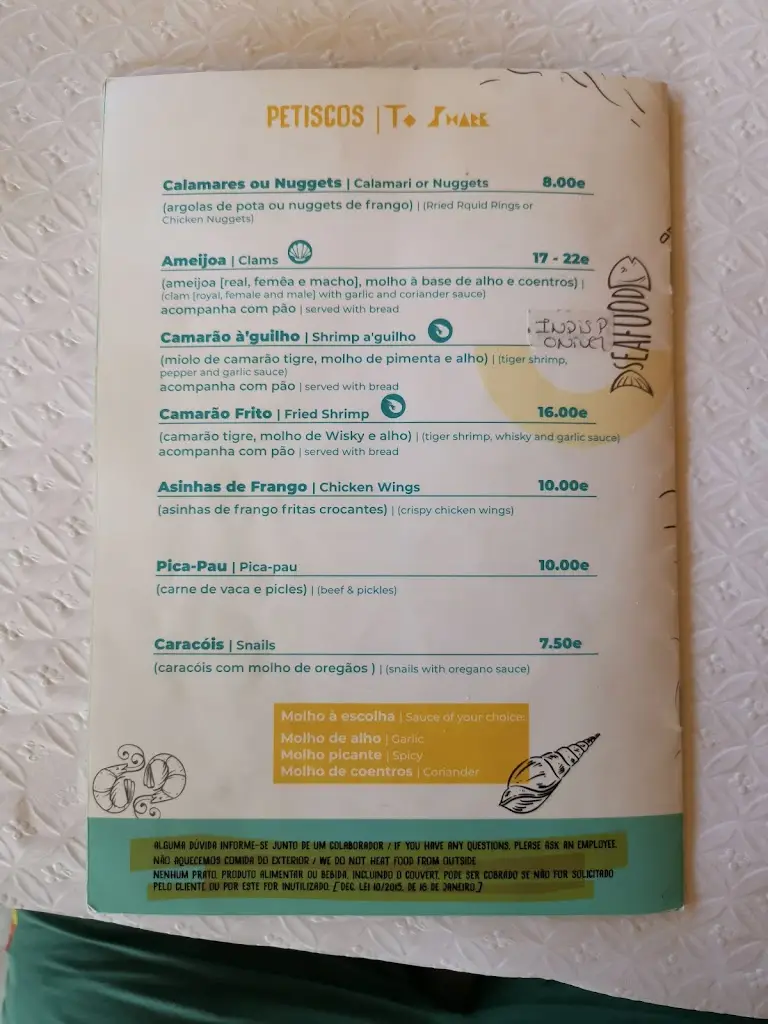 PETISCOS | To Share
Calamares ou Nuggets | Calamari or Nuggets 8.00e
(argolas de pota ou nuggets de frango) | (Rried Rquid Rings or
Chicken Nuggets)
Ameijoa | Clams 17 - 22e
(ameijoa [real, femêa e macho], molho à base de alho e coentros) |
(clam [royal, female and male] with garlic and coriander sauce)
acompanha com pão | served with bread
Camarão à'guilho | Shrimp a'guilho
INDISP
ONÍVEL
SEAFOOD
(miolo de camarão tigre, molho de pimenta e alho) | (tiger shrimp,
pepper and garlic sauce)
acompanha com pão | served with bread
Camarão Frito | Fried Shrimp 16.00e
(camarão tigre, molho de Wisky e alho) | (tiger shrimp, whisky and garlic sauce)
acompanha com pão | served with bread
Asinhas de Frango | Chicken Wings 10.00e
(asinhas de frango fritas crocantes) | (crispy chicken wings)
Pica-Pau | Pica-pau 10.00e
(carne de vaca e picles) | (beef & pickles)
Caracóis | Snails 7.50e
(caracóis com molho de oregãos ) | (snails with oregano sauce)
Molho à escolha | Sauce of your choice:
Molho de alho | Garlic
Molho picante | Spicy
Molho de coentros | Coriander
ALGUMA DÚVIDA INFORME-SE JUNTO DE UM COLABORADOR / IF YOU HAVE ANY QUESTIONS, PLEASE ASK AN EMPLOYEE.
NÃO AQUECEMOS COMIDA DO EXTERIOR / WE DO NOT HEAT FOOD FROM OUTSIDE
NENHUM PRATO, PRODUTO ALIMENTAR OU BEBIDA, INCLUINDO O COUVERT, PODE SER COBRADO SE NÃO FOR SOLICITADO
PELO CLIENTE OU POR ESTE FOR INUTILIZADO. [DEC. LEI 10/2015, DE 16 DE JANEIRO.]